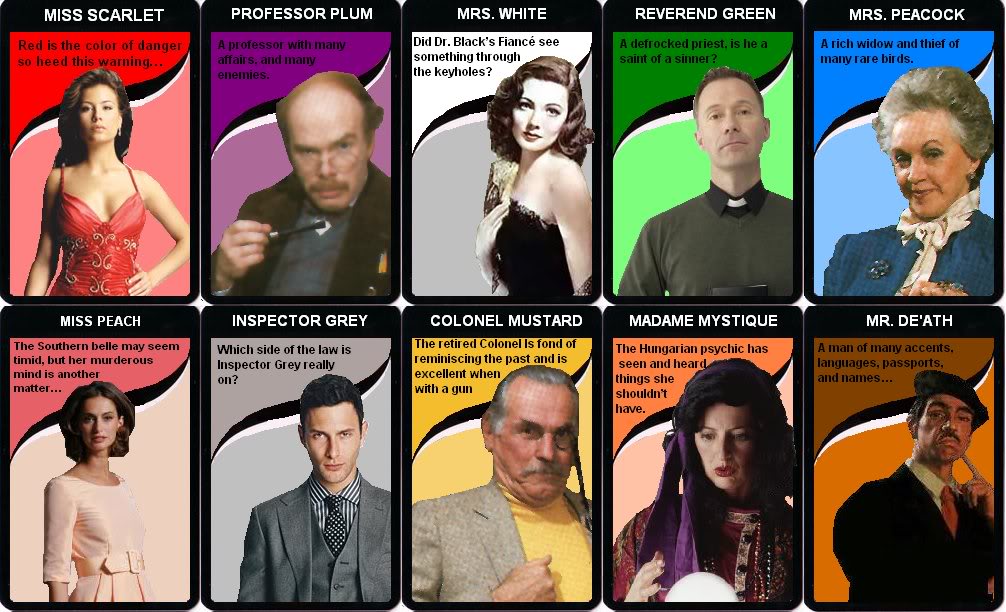 MISS SCARLET
Red is the color of danger
so heed this warning...
PROFESSOR PLUM
A professor with many
affairs, and many
enemies.
MRS. WHITE
Did Dr. Black's Fiancé see
something through
the keyholes?
REVEREND GREEN
A defrocked priest, is he a
saint of a sinner?
MRS. PEACOCK
A rich widow and thief of
many rare birds.
MISS PEACH
The Southern belle may seem
timid, but her murderous
mind is another
matter...
INSPECTOR GREY
Which side of the law is
Inspector Grey really
on?
COLONEL MUSTARD
The retired Colonel is fond of
reminiscing the past and is
excellent when
with a gun
MADAME MYSTIQUE
The Hungarian psychic has
seen and heard
things she
shouldn't
have.
MR. DE'ATH
A man of many accents,
languages, passports,
and names...